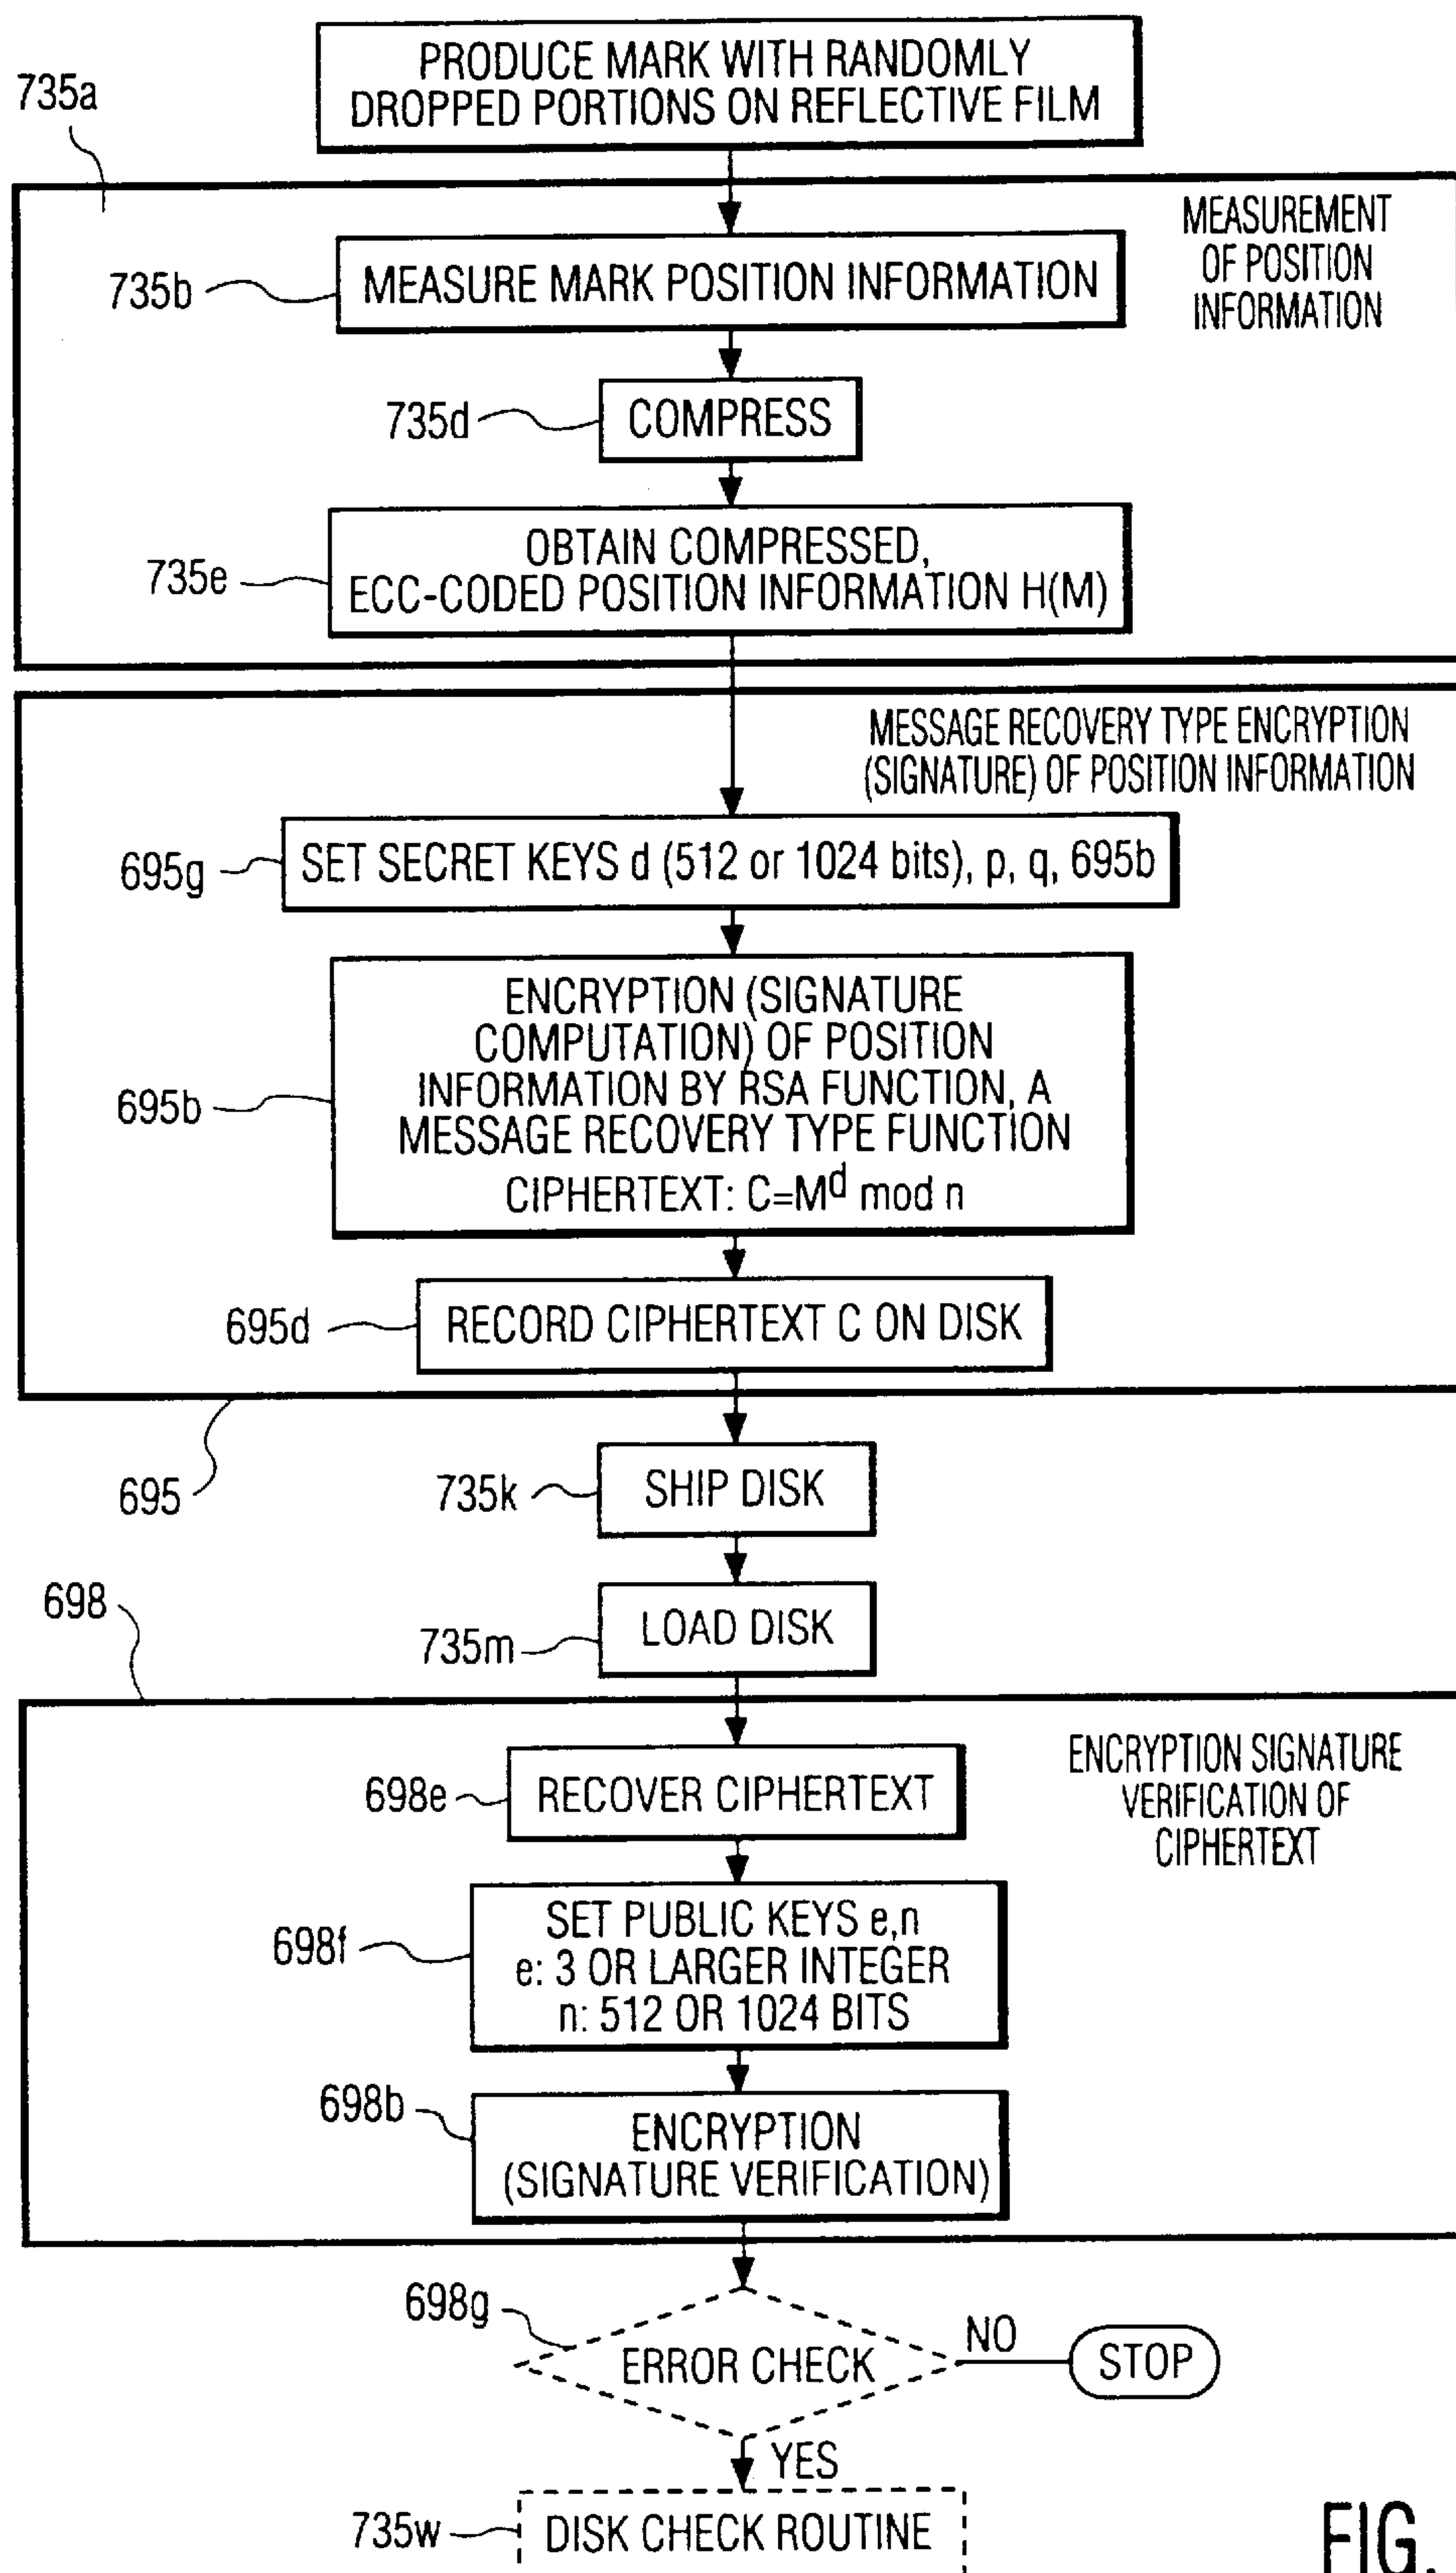 PRODUCE MARK WITH RANDOMLY
DROPPED PORTIONS ON REFLECTIVE FILM
735a
MEASUREMENT
OF POSITION
INFORMATION
735b
MEASURE MARK POSITION INFORMATION
735d
COMPRESS
735e
OBTAIN COMPRESSED,
ECC-CODED POSITION INFORMATION H(M)
MESSAGE RECOVERY TYPE ENCRYPTION
(SIGNATURE) OF POSITION INFORMATION
695g
SET SECRET KEYS d (512 or 1024 bits), p, q, 695b
695b
ENCRYPTION (SIGNATURE
COMPUTATION) OF POSITION
INFORMATION BY RSA FUNCTION, A
MESSAGE RECOVERY TYPE FUNCTION
CIPHERTEXT: C=M^d mod n
695d
RECORD CIPHERTEXT C ON DISK
695
735k
SHIP DISK
698
735m
LOAD DISK
ENCRYPTION SIGNATURE
VERIFICATION OF
CIPHERTEXT
698e
RECOVER CIPHERTEXT
698f
SET PUBLIC KEYS e,n
e: 3 OR LARGER INTEGER
n: 512 OR 1024 BITS
698b
ENCRYPTION
(SIGNATURE VERIFICATION)
698g
ERROR CHECK
NO
STOP
YES
735w
DISK CHECK ROUTINE
FIG.